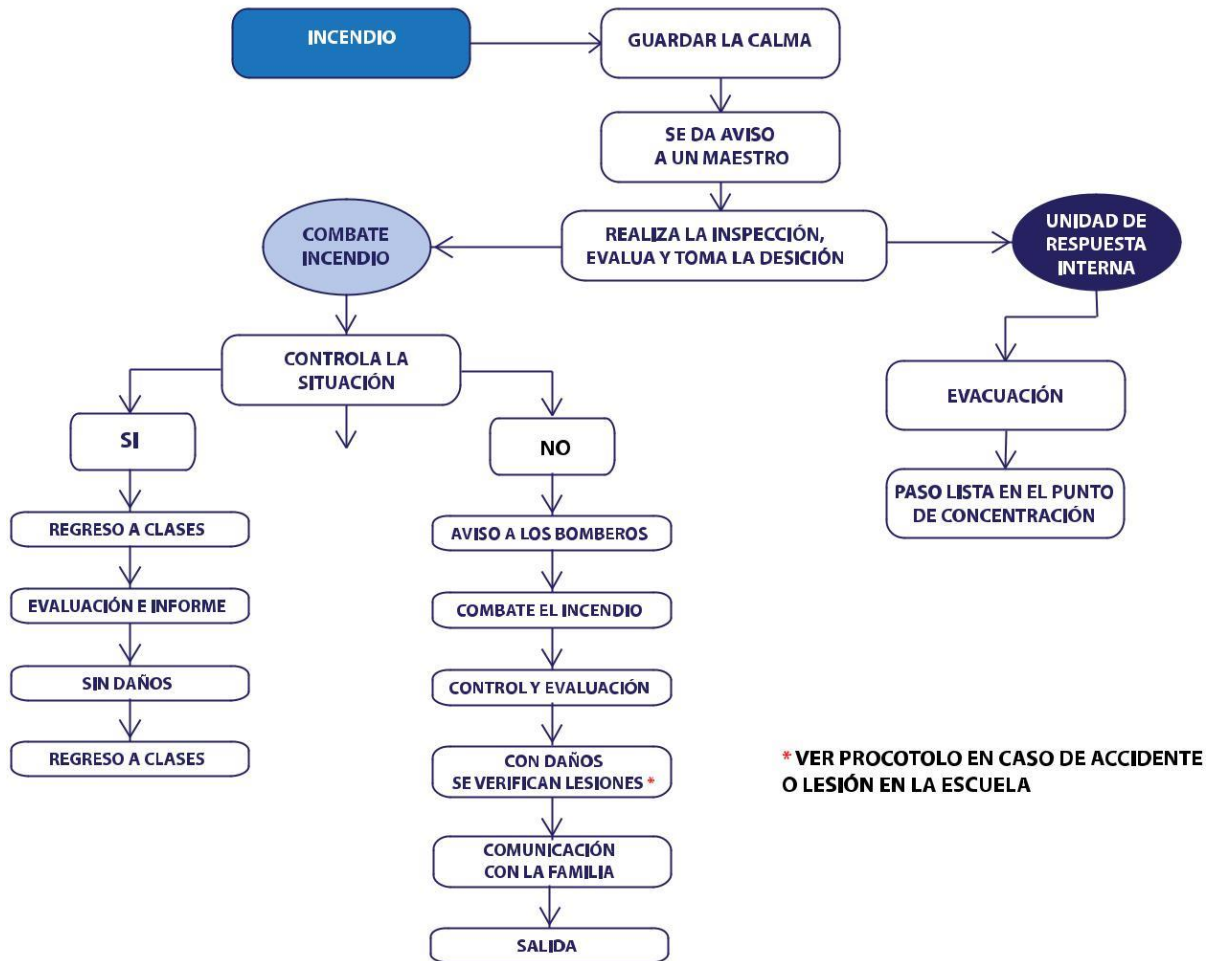 INCENDIO
GUARDAR LA CALMA
SE DA AVISO
A UN MAESTRO
REALIZA LA INSPECCIÓN,
EVALUA Y TOMA LA DESICIÓN
COMBATE
INCENDIO
UNIDAD DE
RESPUESTA
INTERNA
CONTROLA LA
SITUACIÓN
SI
REGRESO A CLASES
EVALUACIÓN E INFORME
SIN DAÑOS
REGRESO A CLASES
NO
AVISO A LOS BOMBEROS
COMBATE EL INCENDIO
CONTROL Y EVALUACIÓN
CON DAÑOS
SE VERIFICAN LESIONES *
COMUNICACIÓN
CON LA FAMILIA
SALIDA
EVACUACIÓN
PASO LISTA EN EL PUNTO
DE CONCENTRACIÓN
* VER PROCOTOLO EN CASO DE ACCIDENTE
O LESIÓN EN LA ESCUELA